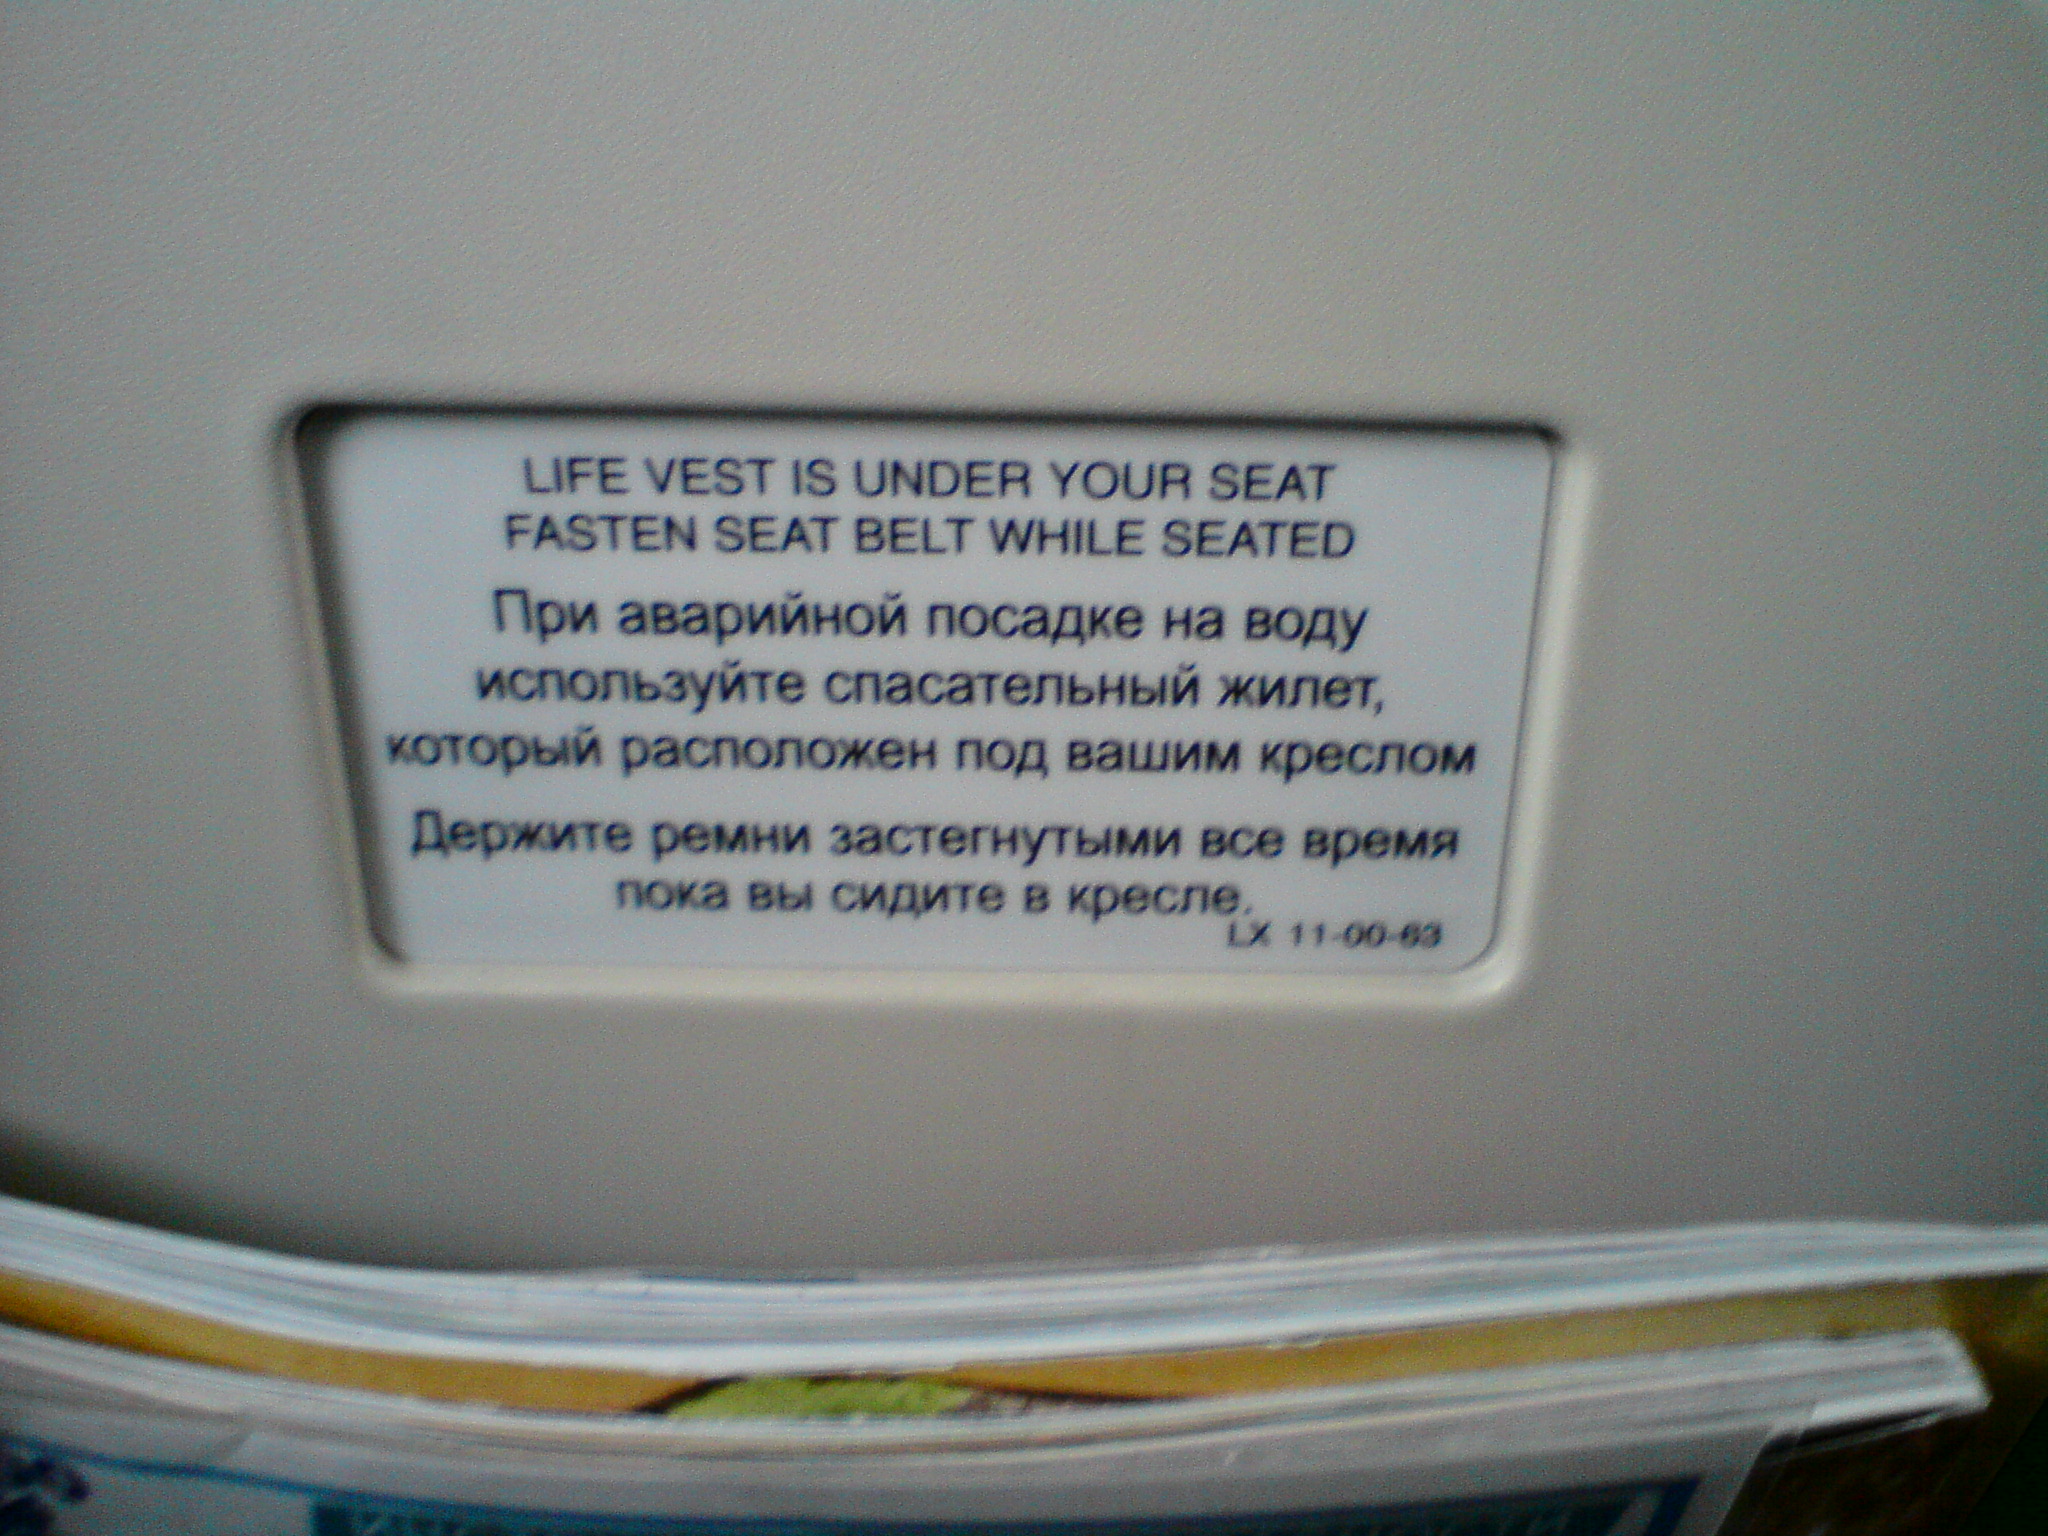 LIFE VEST IS UNDER YOUR SEAT
FASTEN SEAT BELT WHILE SEATED
При аварийной посадке на воду
используйте спасательный жилет,
который расположен под вашим креслом
Держите ремни застегнутыми все время
пока вы сидите в кресле.
LX 11-00-63